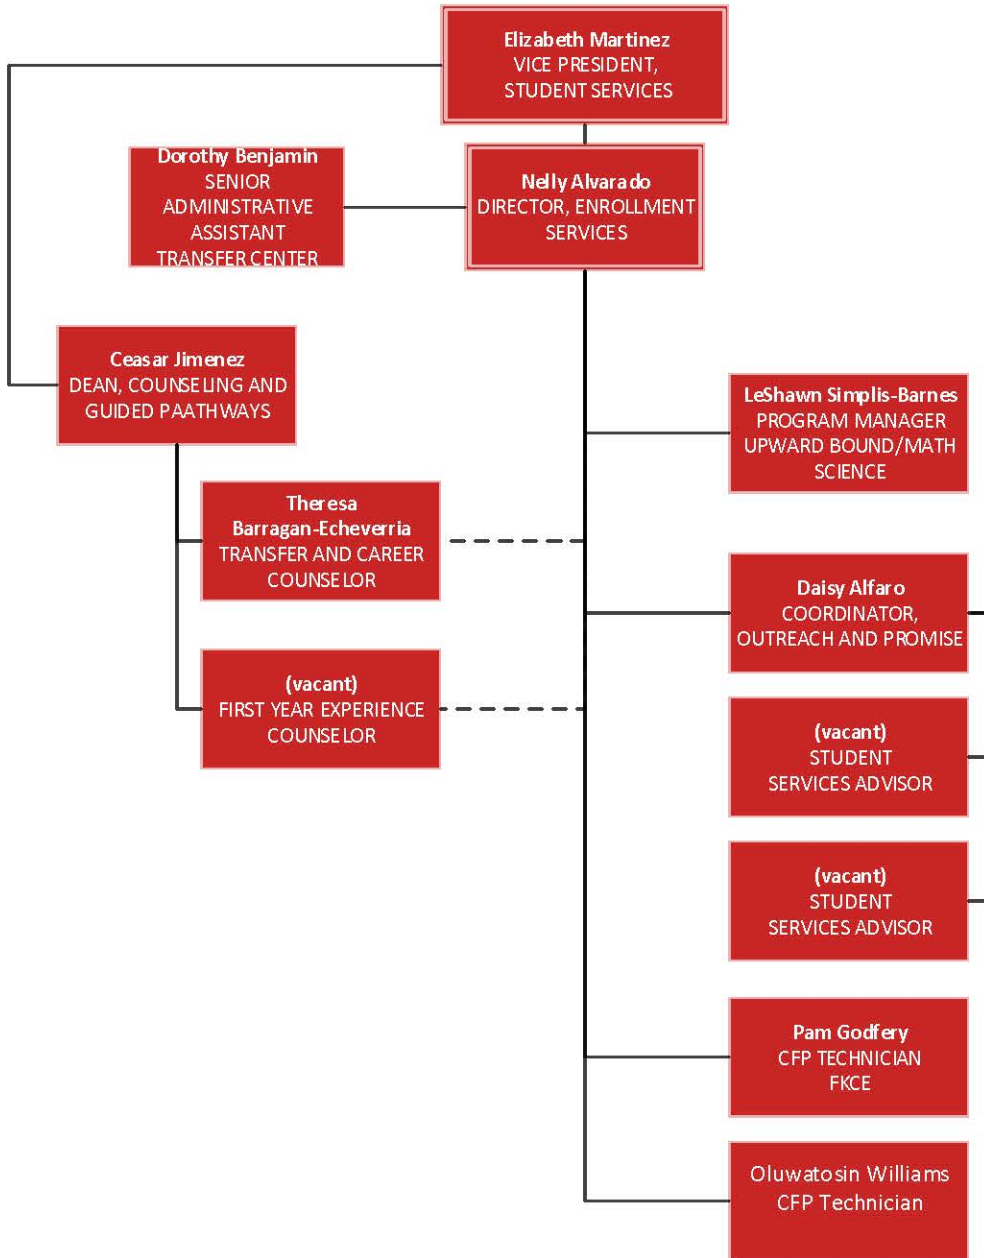 Elizabeth Martinez
VICE PRESIDENT,
STUDENT SERVICES
Dorothy Benjamin
SENIOR
ADMINISTRATIVE
ASSISTANT
TRANSFER CENTER
Nelly Alvarado
DIRECTOR, ENROLLMENT
SERVICES
Ceasar Jimenez
DEAN, COUNSELING AND
GUIDED PAATHWAYS
LeShawn Simplis-Barnes
PROGRAM MANAGER
UPWARD BOUND/MATH
SCIENCE
Theresa
Barragan-Echeverria
TRANSFER AND CAREER
COUNSELOR
Daisy Alfaro
COORDINATOR,
OUTREACH AND PROMISE
(vacant)
FIRST YEAR EXPERIENCE
COUNSELOR
(vacant)
STUDENT
SERVICES ADVISOR
(vacant)
STUDENT
SERVICES ADVISOR
Pam Godfery
CFP TECHNICIAN
FKCE
Oluwatosin Williams
CFP Technician